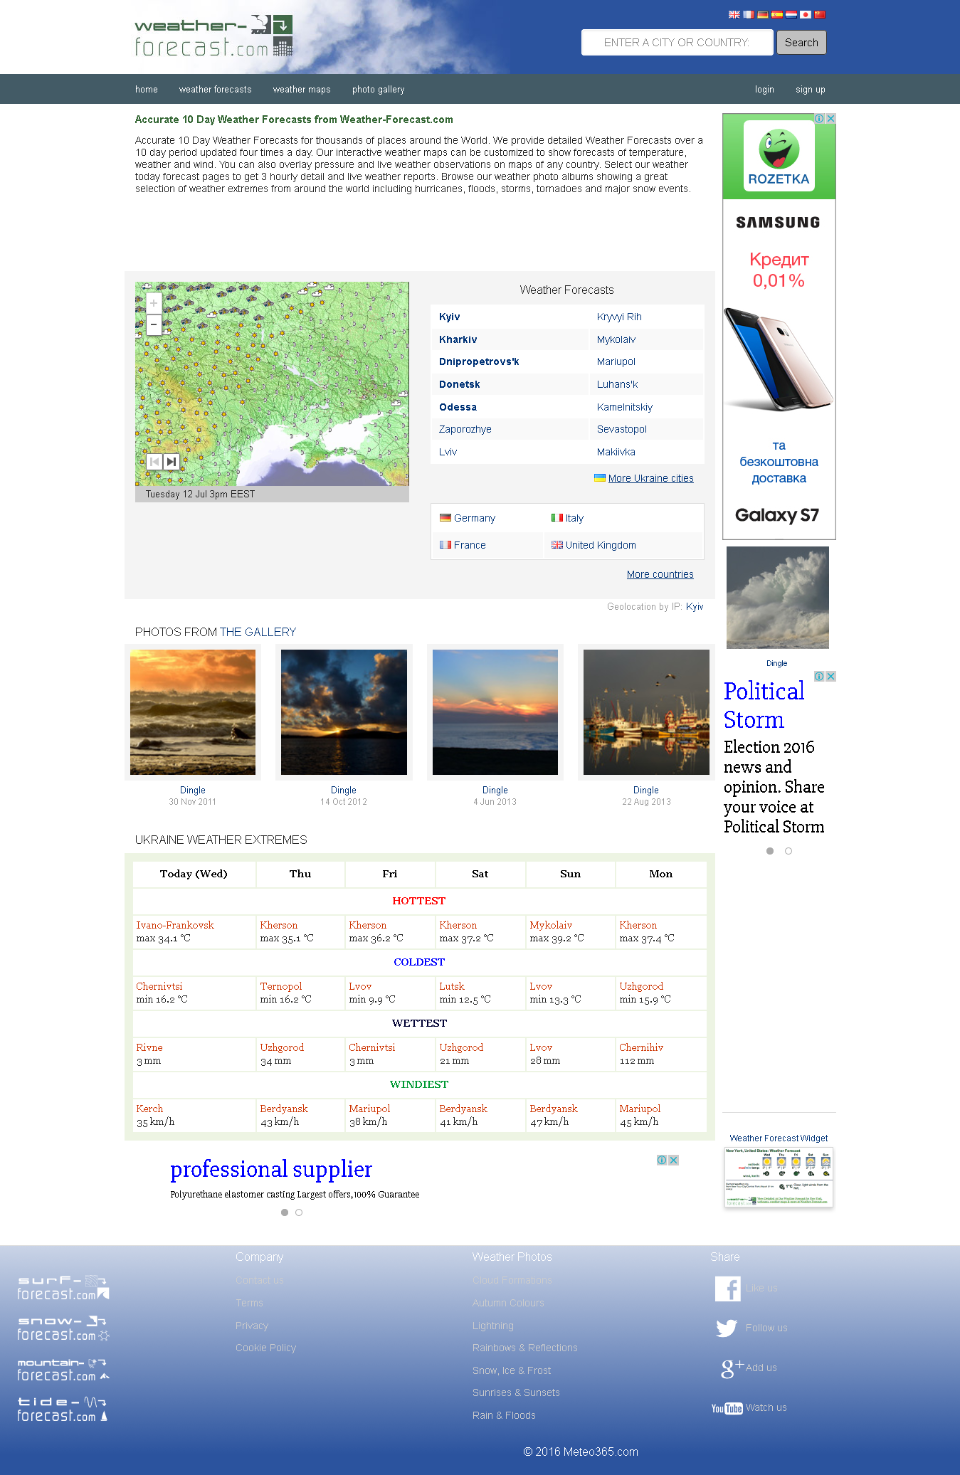 weather-
forecast.com
ENTER A CITY OR COUNTRY:
Search
home
weather forecasts
weather maps
photo gallery
login
sign up
Accurate 10 Day Weather Forecasts from Weather-Forecast.com
Accurate 10 Day Weather Forecasts for thousands of places around the World. We provide detailed Weather Forecasts over a
10 day period updated four times a day. Our interactive weather maps can be customized to show forecasts of temperature,
weather and wind. You can also overlay pressure and live weather observations on maps of any country. Select our weather
today forecast pages to get 3 hourly detail and live weather reports. Browse our weather photo albums showing a great
selection of weather extremes from around the world including hurricanes, floods, storms, tornadoes and major snow events.
ROZETKA
SAMSUNG
Кредит
0,01%
та
безкоштовна
доставка
Galaxy S7
Tuesday 12 Jul 3pm EEST
Weather Forecasts
Kyiv
Kryvyi Rih
Kharkiv
Mykolaiv
Dnipropetrovs'k
Mariupol
Donetsk
Luhans'k
Odessa
Kamelnitskiy
Zaporozhye
Sevastopol
Lviv
Makiivka
More Ukraine cities
Germany
Italy
France
United Kingdom
More countries
Geolocation by IP: Kyiv
Dingle
Political
Storm
Election 2016
news and
opinion. Share
your voice at
Political Storm
PHOTOS FROM THE GALLERY
Dingle
30 Nov 2011
Dingle
14 Oct 2012
Dingle
4 Jun 2013
Dingle
22 Aug 2013
UKRAINE WEATHER EXTREMES
Today (Wed) Thu Fri Sat Sun Mon
HOTTEST
Ivano-Frankovsk Kherson Kherson Kherson Mykolaiv Kherson
max 34.1 °C max 35.1 °C max 36.2 °C max 37.2 °C max 39.2 °C max 37.4 °C
COLDEST
Chernivtsi Ternopol Lvov Lutsk Lvov Uzhgorod
min 16.2 °C min 16.2 °C min 9.9 °C min 12.5 °C min 13.3 °C min 15.9 °C
WETTEST
Rivne Uzhgorod Chernivtsi Uzhgorod Lvov Chernihiv
3 mm 34 mm 3 mm 21 mm 28 mm 112 mm
WINDIEST
Kerch Berdyansk Mariupol Berdyansk Berdyansk Mariupol
35 km/h 43 km/h 38 km/h 41 km/h 47 km/h 45 km/h
Weather Forecast Widget
professional supplier
Polyurethane elastomer casting Largest offers,100% Guarantee
surf-
forecast.com
snow-
forecast.com
mountain-
forecast.com
tide-
forecast.com
Company
Contact us
Terms
Privacy
Cookie Policy
Weather Photos
Cloud Formations
Autumn Colours
Lightning
Rainbows & Reflections
Snow, Ice & Frost
Sunrises & Sunsets
Rain & Floods
Share
Like us
Follow us
Add us
YouTube Watch us
© 2016 Meteo365.com